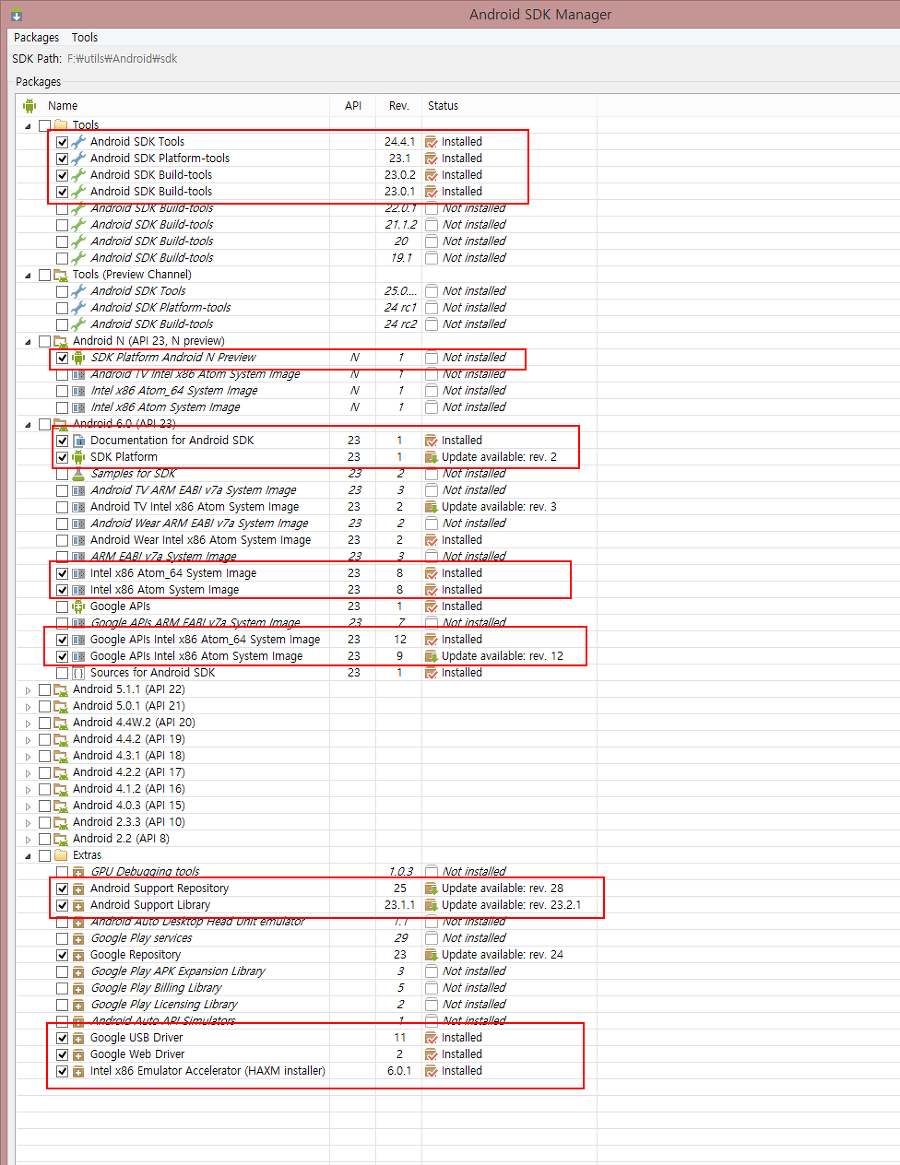 Android SDK Manager
Packages Tools
SDK Path: F:₩utils₩Android₩sdk
Packages
Name API Rev. Status
Tools
Android SDK Tools 24.4.1 Installed
Android SDK Platform-tools 23.1 Installed
Android SDK Build-tools 23.0.2 Installed
Android SDK Build-tools 23.0.1 Installed
Android SDK Build-tools 22.0.1 Not installed
Android SDK Build-tools 21.1.2 Not installed
Android SDK Build-tools 20 Not installed
Android SDK Build-tools 19.1 Not installed
Tools (Preview Channel)
Android SDK Tools 25.0.... Not installed
Android SDK Platform-tools 24 rc1 Not installed
Android SDK Build-tools 24 rc2 Not installed
Android N (API 23, N preview)
SDK Platform Android N Preview N 1 Not installed
Android TV Intel x86 Atom System Image N 1 Not installed
Intel x86 Atom_64 System Image N 1 Not installed
Intel x86 Atom System Image N 1 Not installed
Android 6.0 (API 23)
Documentation for Android SDK 23 1 Installed
SDK Platform 23 1 Update available: rev. 2
Samples for SDK 23 2 Not installed
Android TV ARM EABI v7a System Image 23 3 Not installed
Android TV Intel x86 Atom System Image 23 2 Update available: rev. 3
Android Wear ARM EABI v7a System Image 23 2 Not installed
Android Wear Intel x86 Atom System Image 23 2 Installed
ARM EABI v7a System Image 23 3 Not installed
Intel x86 Atom_64 System Image 23 8 Installed
Intel x86 Atom System Image 23 8 Installed
Google APIs 23 1 Installed
Google APIs ARM EABI v7a System Image 23 7 Not installed
Google APIs Intel x86 Atom_64 System Image 23 12 Installed
Google APIs Intel x86 Atom System Image 23 9 Update available: rev. 12
Sources for Android SDK 23 1 Installed
Android 5.1.1 (API 22)
Android 5.0.1 (API 21)
Android 4.4W.2 (API 20)
Android 4.4.2 (API 19)
Android 4.3.1 (API 18)
Android 4.2.2 (API 17)
Android 4.1.2 (API 16)
Android 4.0.3 (API 15)
Android 2.3.3 (API 10)
Android 2.2 (API 8)
Extras
GPU Debugging tools 1.0.3 Not installed
Android Support Repository 25 Update available: rev. 28
Android Support Library 23.1.1 Update available: rev. 23.2.1
Android Auto Desktop Head Unit emulator 1.1 Not installed
Google Play services 29 Not installed
Google Repository 23 Update available: rev. 24
Google Play APK Expansion Library 3 Not installed
Google Play Billing Library 5 Not installed
Google Play Licensing Library 2 Not installed
Android Auto API Simulators 1 Not installed
Google USB Driver 11 Installed
Google Web Driver 2 Installed
Intel x86 Emulator Accelerator (HAXM installer) 6.0.1 Installed